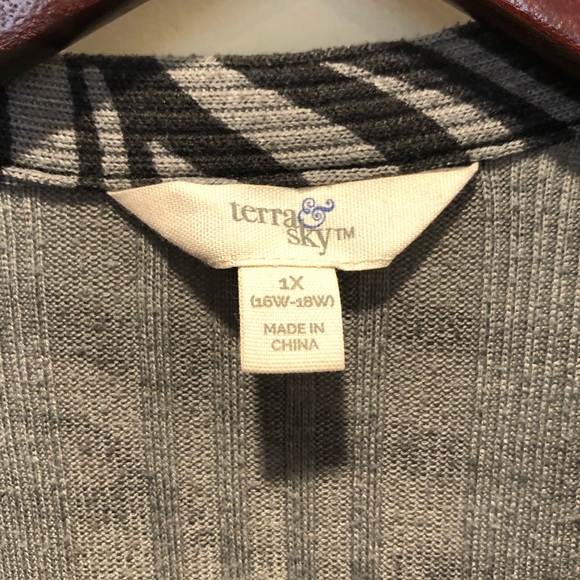 terra &
sky™
1X
(16W-18W)
MADE IN
CHINA